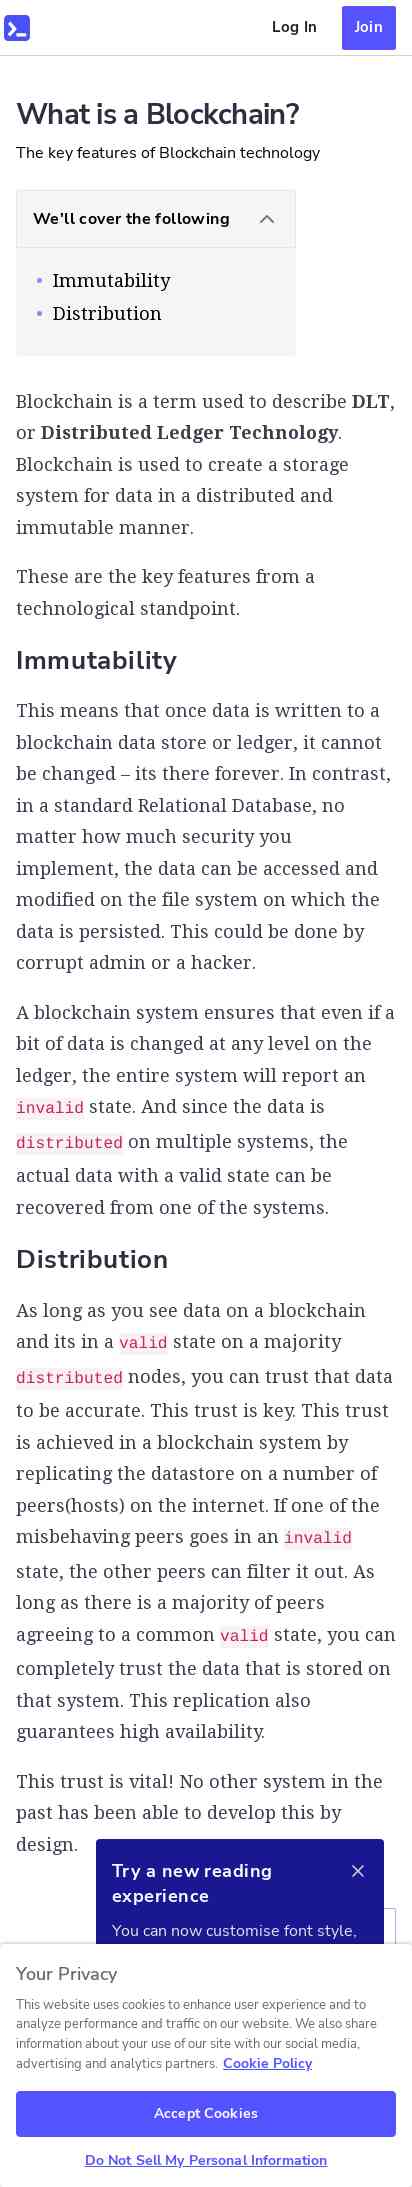 Log In
Join
What is a Blockchain?
The key features of Blockchain technology
We'll cover the following
• Immutability
• Distribution
Blockchain is a term used to describe DLT,
or Distributed Ledger Technology.
Blockchain is used to create a storage
system for data in a distributed and
immutable manner.
These are the key features from a
technological standpoint.
Immutability
This means that once data is written to a
blockchain data store or ledger, it cannot
be changed – its there forever. In contrast,
in a standard Relational Database, no
matter how much security you
implement, the data can be accessed and
modified on the file system on which the
data is persisted. This could be done by
corrupt admin or a hacker.
A blockchain system ensures that even if a
bit of data is changed at any level on the
ledger, the entire system will report an
invalid state. And since the data is
distributed on multiple systems, the
actual data with a valid state can be
recovered from one of the systems.
Distribution
As long as you see data on a blockchain
and its in a valid state on a majority
distributed nodes, you can trust that data
to be accurate. This trust is key. This trust
is achieved in a blockchain system by
replicating the datastore on a number of
peers(hosts) on the internet. If one of the
misbehaving peers goes in an invalid
state, the other peers can filter it out. As
long as there is a majority of peers
agreeing to a common valid state, you can
completely trust the data that is stored on
that system. This replication also
guarantees high availability.
This trust is vital! No other system in the
past has been able to develop this by
design.
Try a new reading
experience
You can now customise font style,
Your Privacy
This website uses cookies to enhance user experience and to
analyze performance and traffic on our website. We also share
information about your use of our site with our social media,
advertising and analytics partners. Cookie Policy
Accept Cookies
Do Not Sell My Personal Information